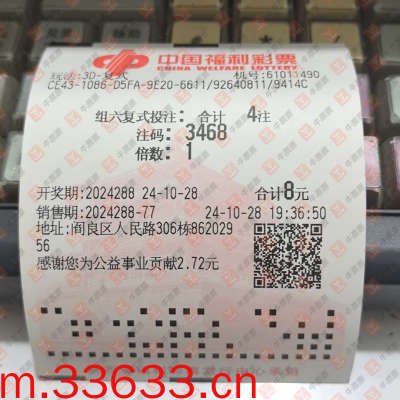 中国福利彩票
CHINA WELFARE LOTTERY
玩法:3D-复式 机号:61011490
CE43-1086-D5FA-9E20-6811/92640811/9414C
组六复式投注: 合计 4注
注码: 3468
倍数: 1
开奖期:2024288 24-10-28 合计8元
销售期:2024288-77 24-10-28 19:36:50
地址:阎良区人民路306栋862029
56
感谢您为公益事业贡献2.72元
m.33633.cn